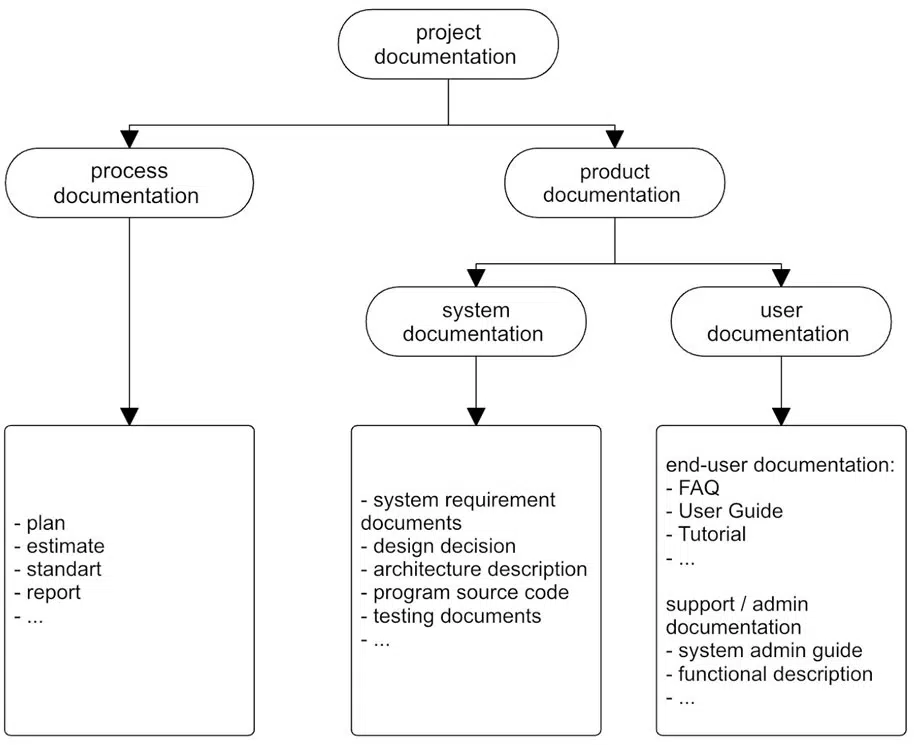 project
documentation
process
documentation
product
documentation
system
documentation
user
documentation
- plan
- estimate
- standart
- report
- ...
- system requirement
documents
- design decision
- architecture description
- program source code
- testing documents
- ...
end-user documentation:
- FAQ
- User Guide
- Tutorial
- ...
support / admin
documentation
- system admin guide
- functional description
- ...